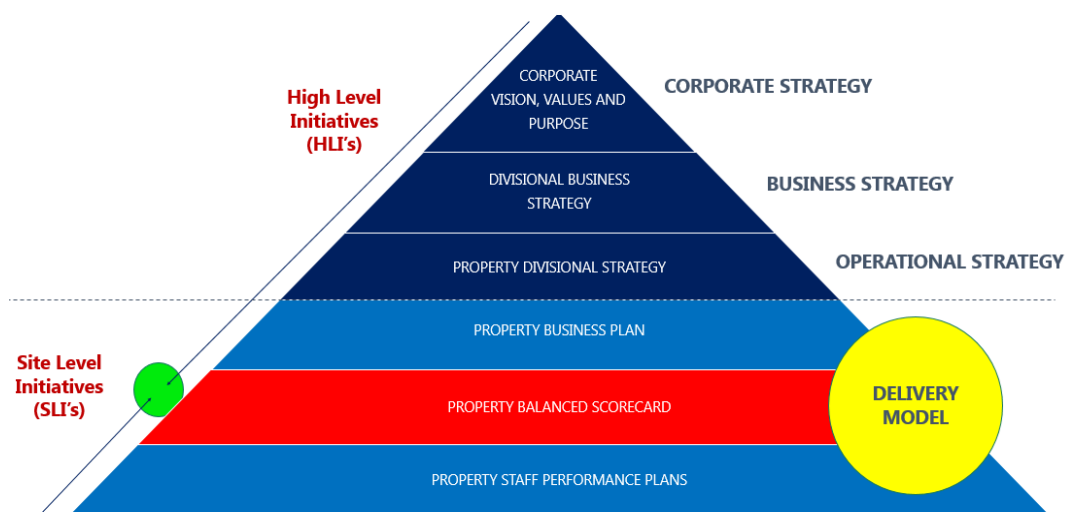 CORPORATE
VISION, VALUES AND
PURPOSE
CORPORATE STRATEGY
High Level
Initiatives
(HLI's)
DIVISIONAL BUSINESS
STRATEGY
BUSINESS STRATEGY
PROPERTY DIVISIONAL STRATEGY
OPERATIONAL STRATEGY
PROPERTY BUSINESS PLAN
Site Level
Initiatives
(SLI's)
PROPERTY BALANCED SCORECARD
DELIVERY
MODEL
PROPERTY STAFF PERFORMANCE PLANS